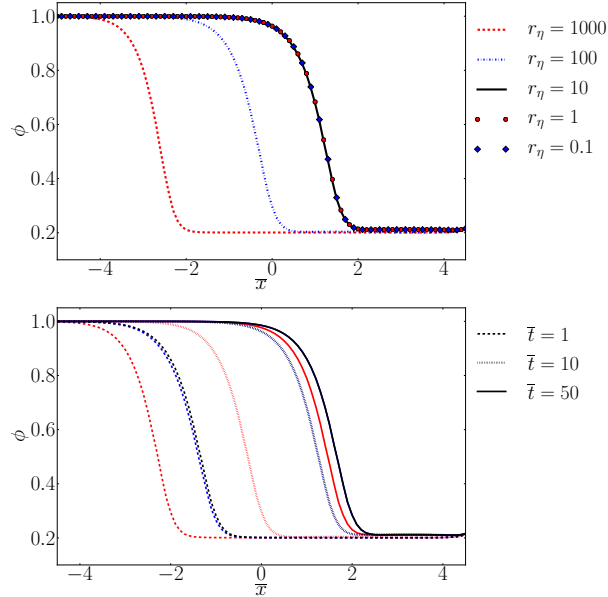 1.0
0.8
0.6
0.4
0.2
ϕ
−4 −2 0 2 4
x̅
r_η = 1000
r_η = 100
r_η = 10
r_η = 1
r_η = 0.1
1.0
0.8
0.6
0.4
0.2
ϕ
−4 −2 0 2 4
x̅
t̅ = 1
t̅ = 10
t̅ = 50